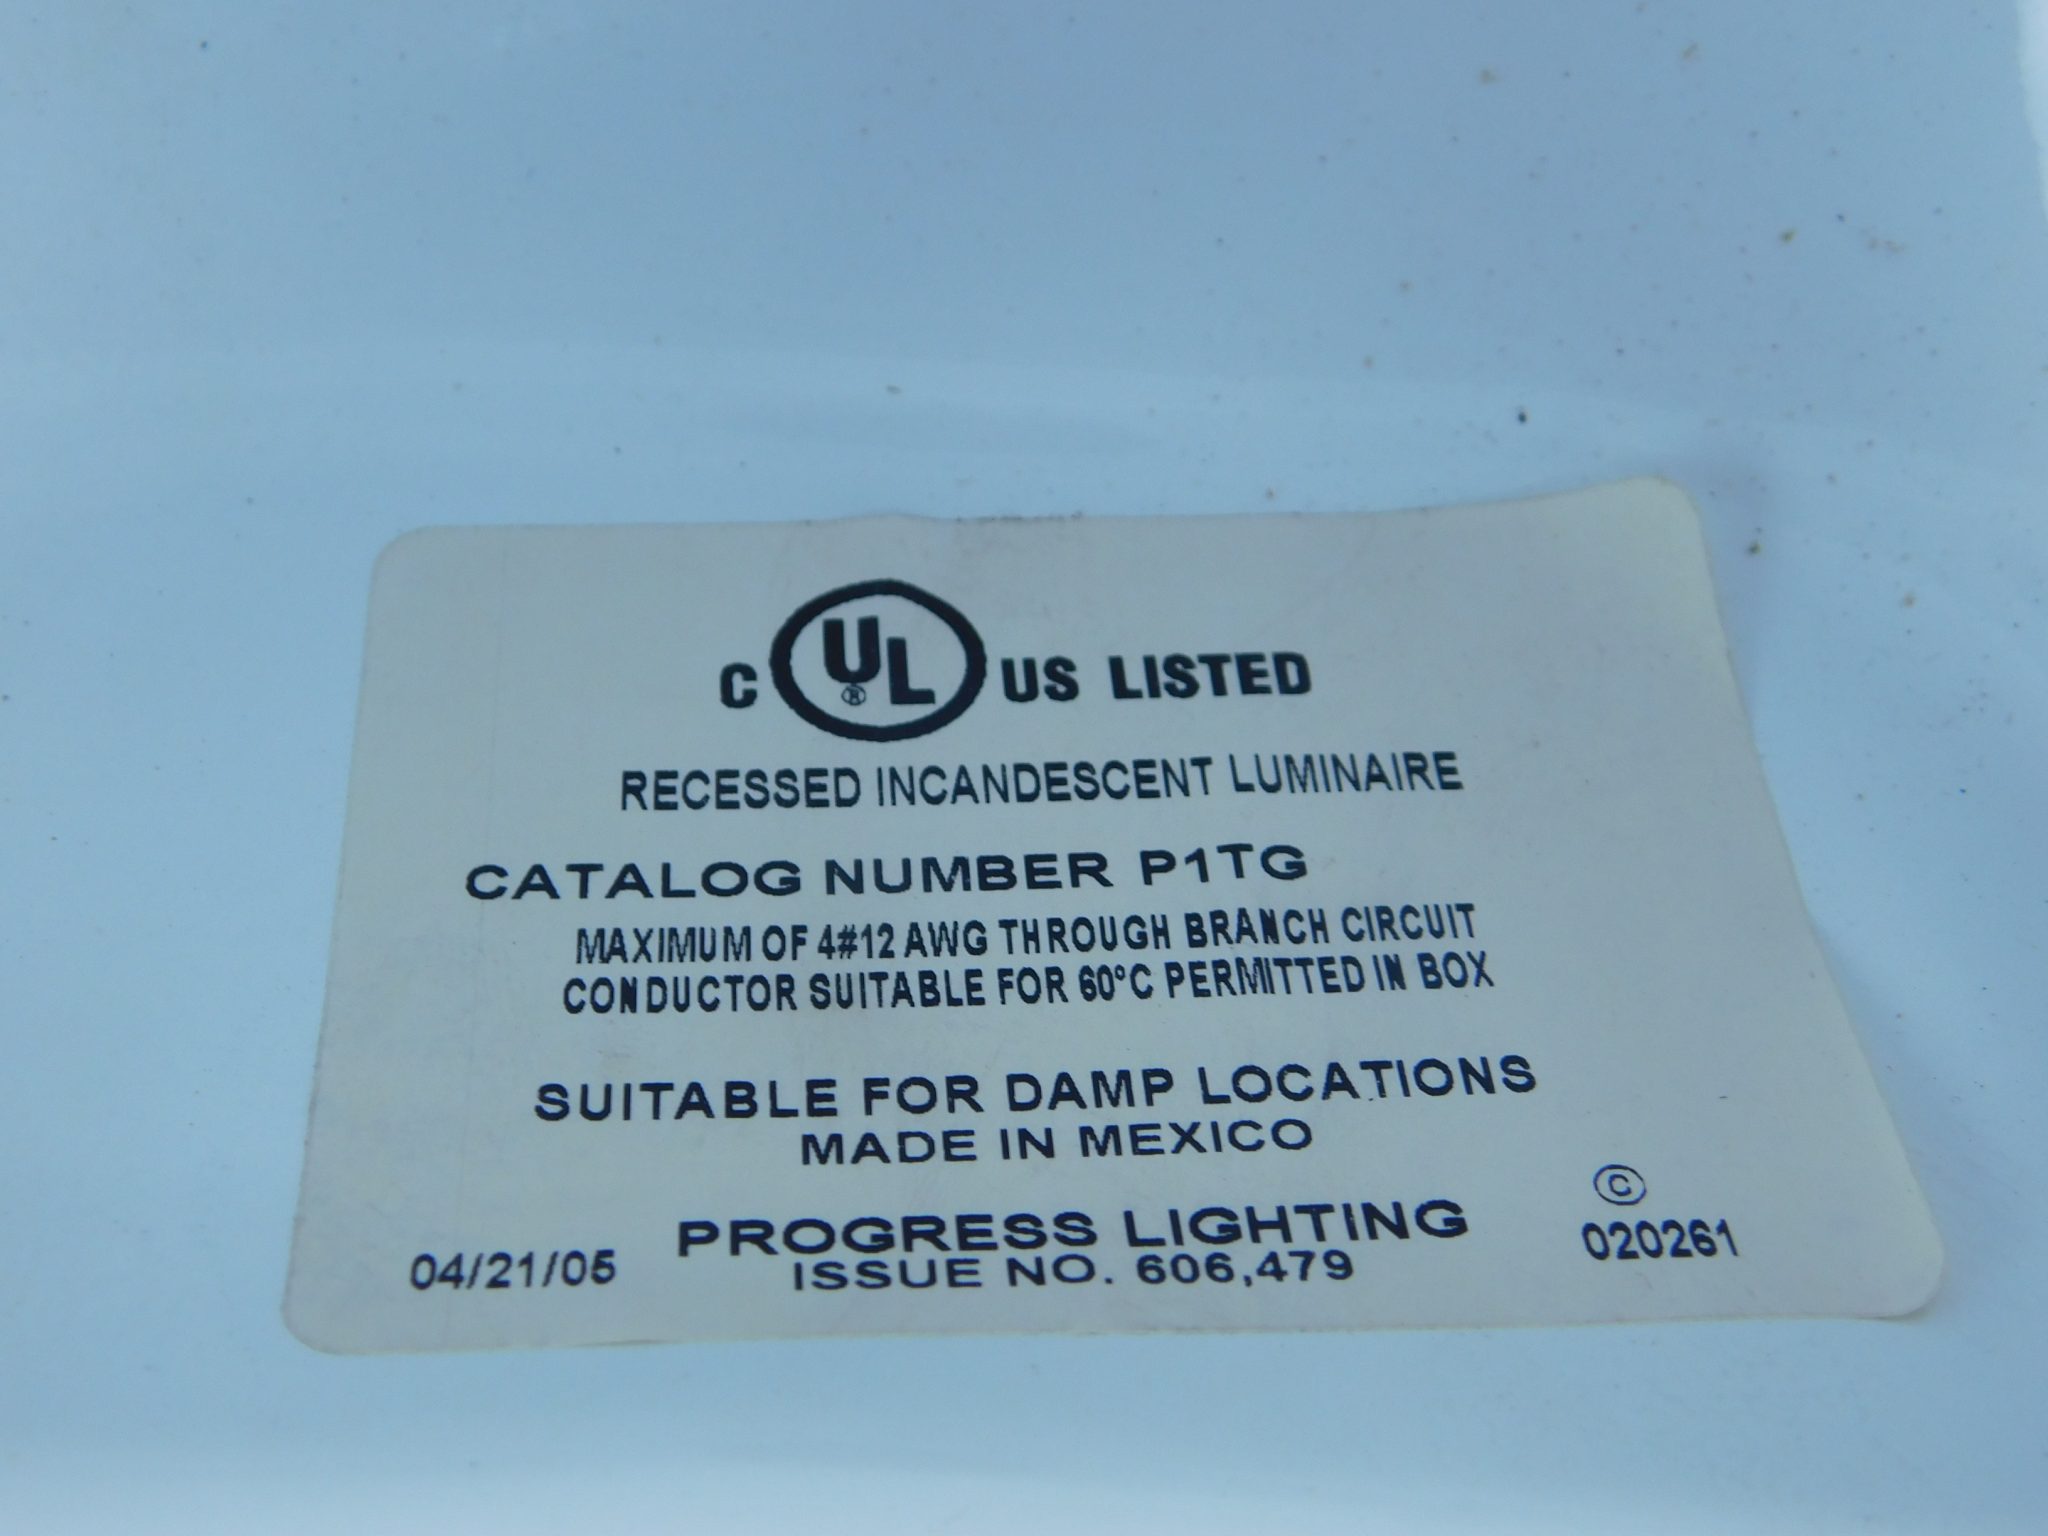 C UL® US LISTED
RECESSED INCANDESCENT LUMINAIRE
CATALOG NUMBER P1TG
MAXIMUM OF 4#12 AWG THROUGH BRANCH CIRCUIT
CONDUCTOR SUITABLE FOR 60°C PERMITTED IN BOX
SUITABLE FOR DAMP LOCATIONS
MADE IN MEXICO
PROGRESS LIGHTING ©
04/21/05 ISSUE NO. 606,479 020261